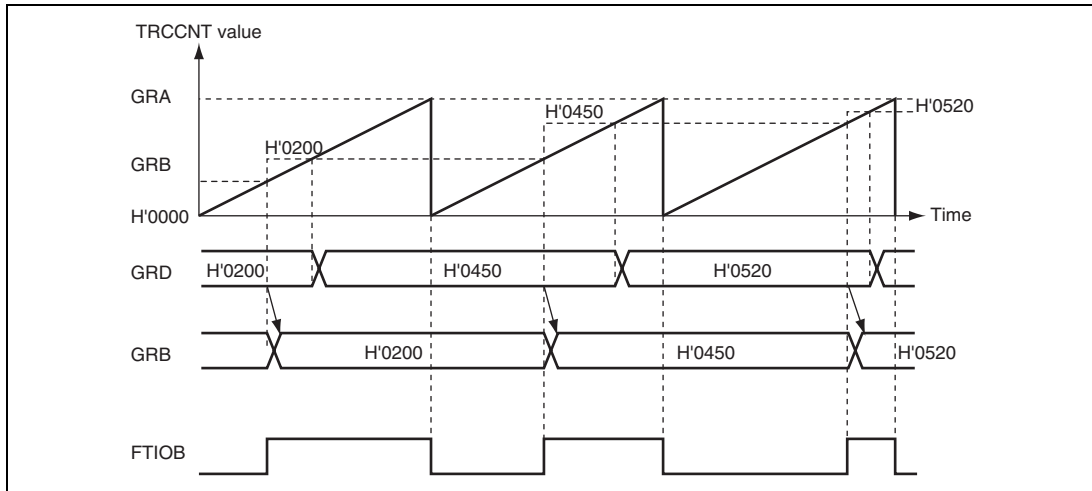 TRCCNT value
GRA
H'0520
H'0450
H'0200
GRB
H'0000
Time
GRD
H'0200
H'0450
H'0520
GRB
H'0200
H'0450
H'0520
FTIOB